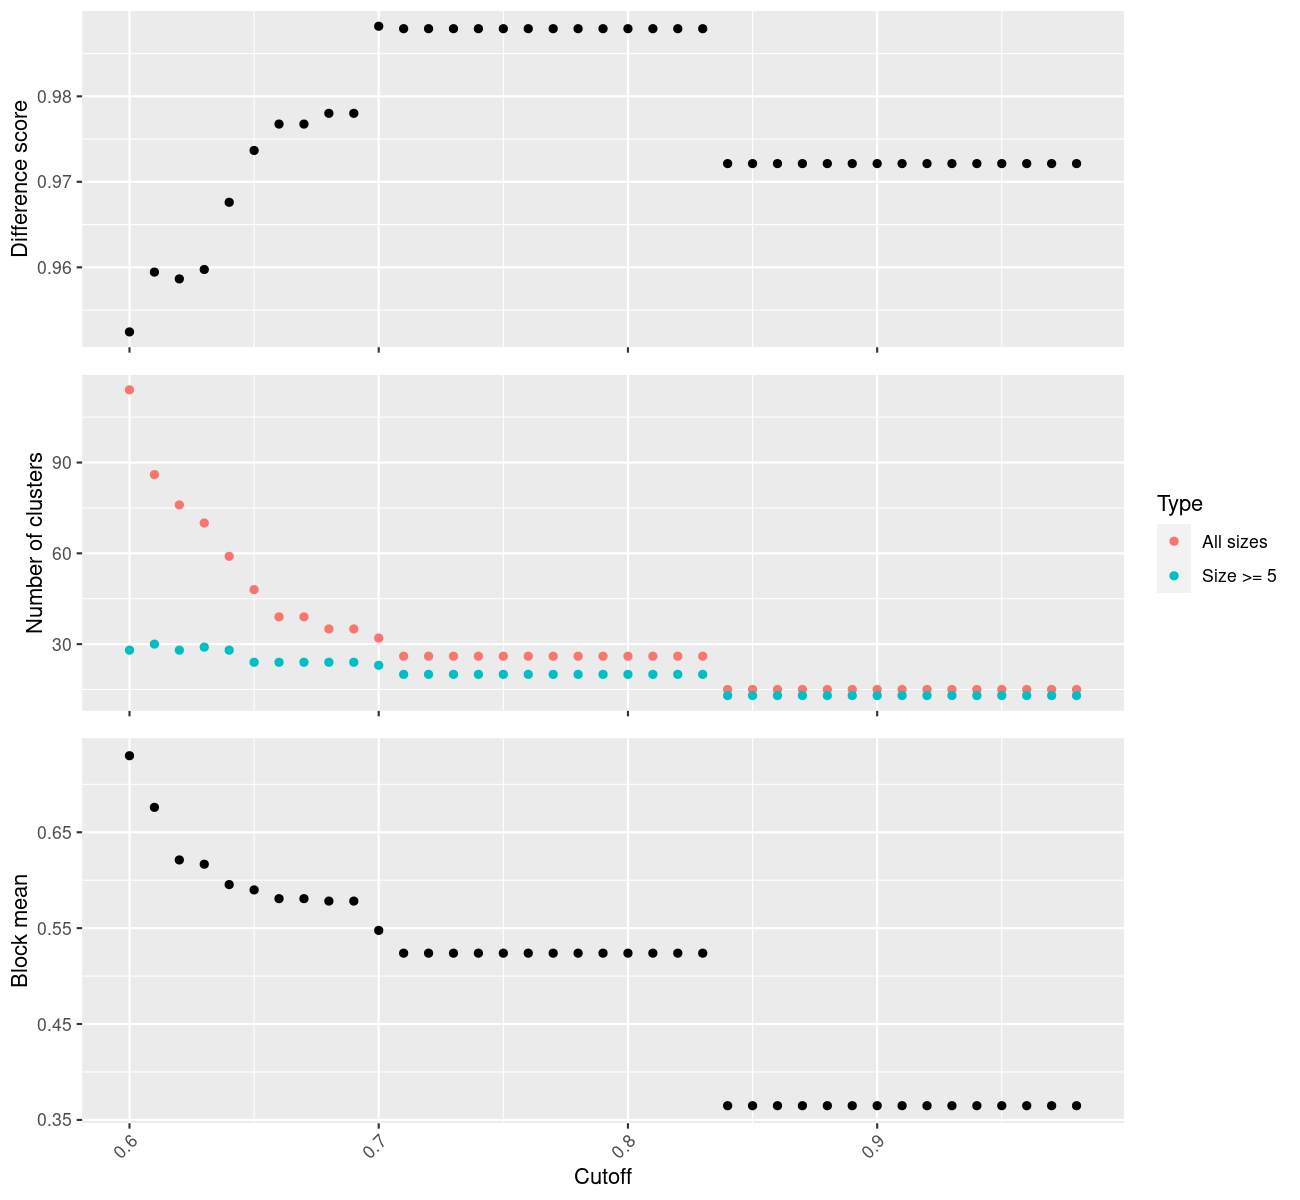 Difference score
0.98
0.97
0.96
Number of clusters
90
60
30
Type
All sizes
Size >= 5
Block mean
0.65
0.55
0.45
0.35
0.6
0.7
0.8
0.9
Cutoff